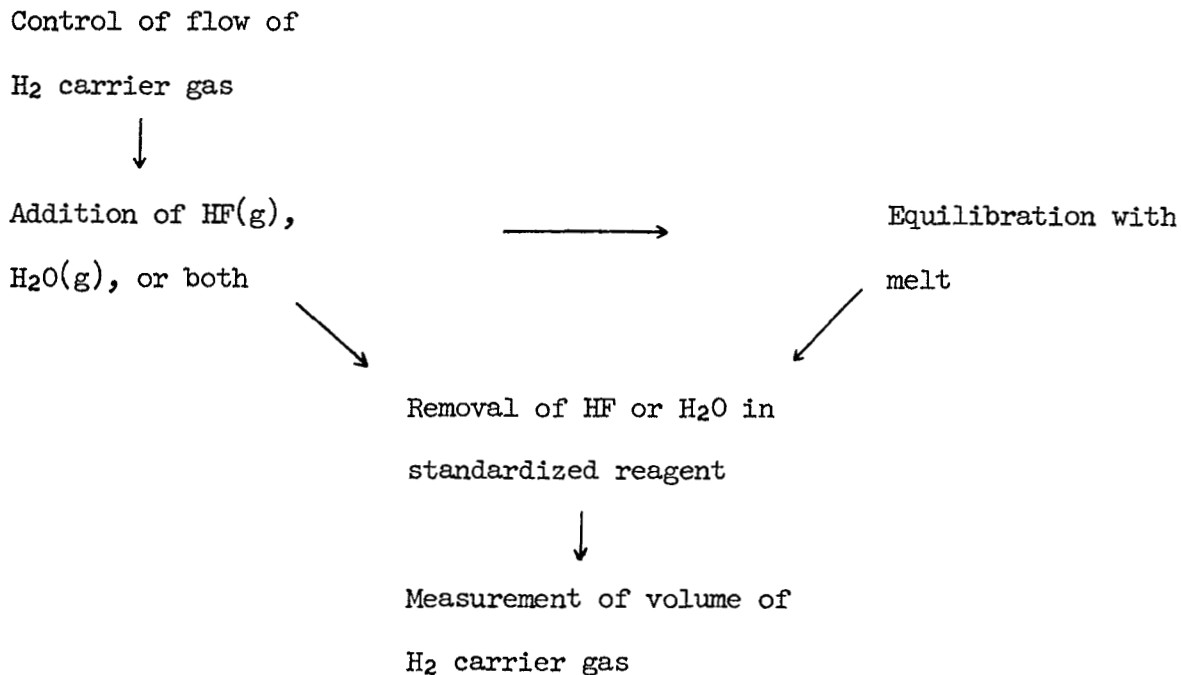 Control of flow of
H2 carrier gas
Addition of HF(g),
H2O(g), or both
Equilibration with
melt
Removal of HF or H2O in
standardized reagent
Measurement of volume of
H2 carrier gas